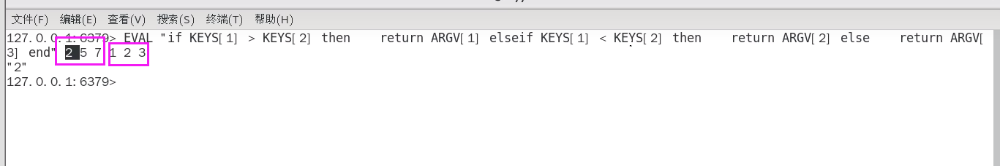 文件(F) 编辑(E) 查看(V) 搜索(S) 终端(T) 帮助(H)
127.0.0.1:6379> EVAL "if KEYS[1] > KEYS[2] then    return ARGV[1] elseif KEYS[1] < KEYS[2] then    return ARGV[2] else    return ARGV[
3] end" 2 5 7 1 2 3
"2"
127.0.0.1:6379>